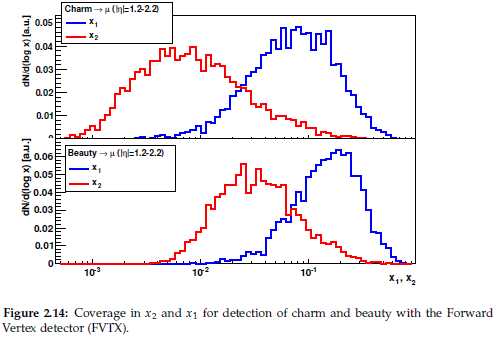 Charm → μ (|η|=1.2-2.2)
x1
x2
dN/d(log x) [a.u.]
0.05
0.04
0.03
0.02
0.01
0
Beauty → μ (|η|=1.2-2.2)
x1
x2
dN/d(log x) [a.u.]
0.06
0.05
0.04
0.03
0.02
0.01
0
10-3
10-2
10-1
x1, x2
Figure 2.14: Coverage in x2 and x1 for detection of charm and beauty with the Forward
Vertex detector (FVTX).